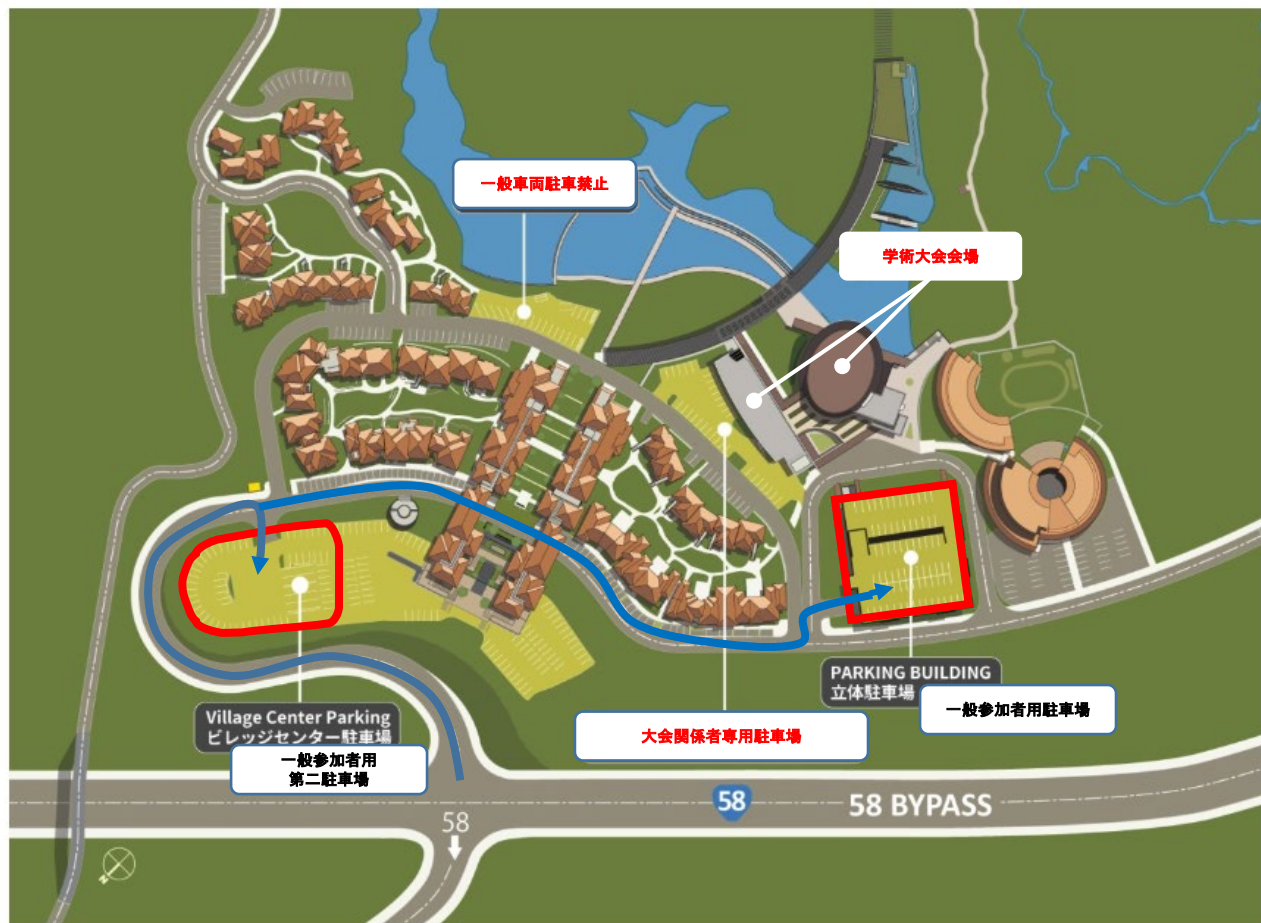 一般車両駐車禁止
学術大会会場
PARKING BUILDING
立体駐車場
一般参加者用駐車場
Village Center Parking
ビレッジセンター駐車場
一般参加者用
第二駐車場
大会関係者専用駐車場
58
58 BYPASS
58